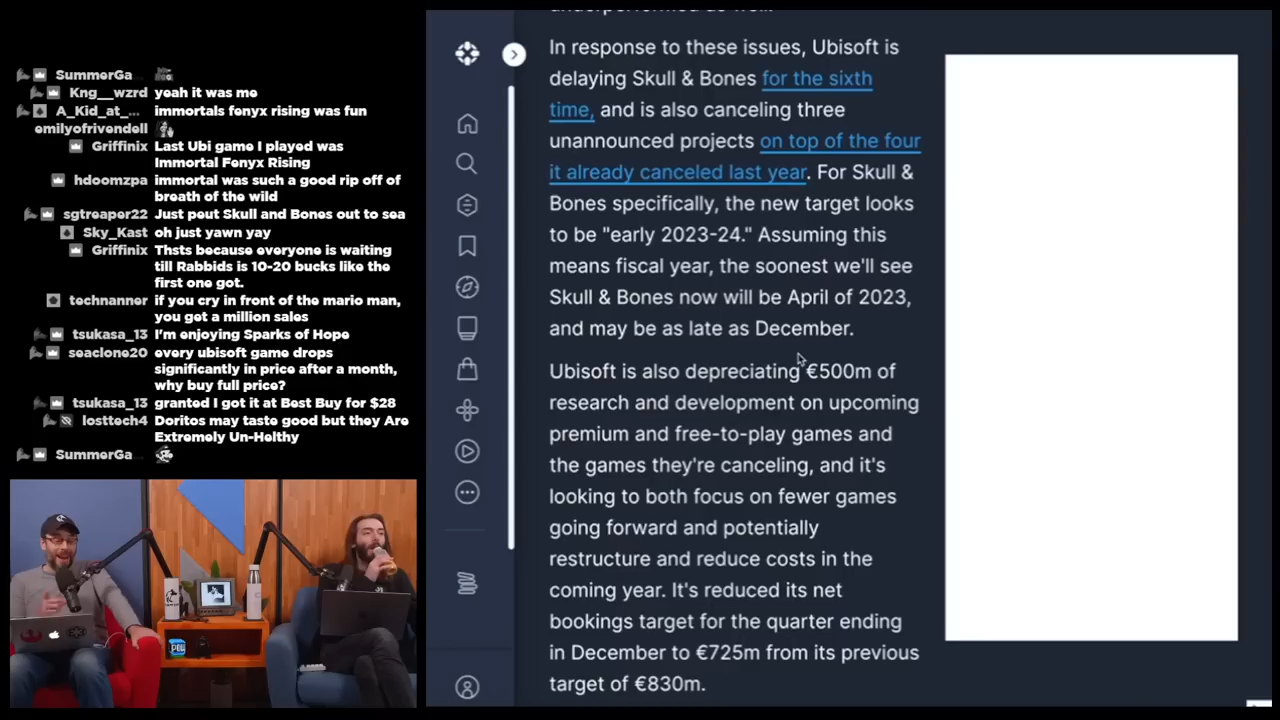 SummerGa
Kng__wzrd yeah it was me
A_Kid_at_... immortals fenyx rising was fun
emilyofrivendell
Griffinix Last Ubi game I played was
Immortal Fenyx Rising
hdoomzpa immortal was such a good rip off of
breath of the wild
sgtreaper22 Just peut Skull and Bones out to sea
Sky_Kast oh just yawn yay
Griffinix Thsts because everyone is waiting
till Rabbids is 10-20 bucks like the
first one got.
technanner if you cry in front of the mario man,
you get a million sales
tsukasa_13 I'm enjoying Sparks of Hope
seaclone20 every ubisoft game drops
significantly in price after a month,
why buy full price?
tsukasa_13 granted I got it at Best Buy for $28
losttech4 Doritos may taste good but they Are
Extremely Un-Helthy
SummerGa
underperformed as well.
In response to these issues, Ubisoft is
delaying Skull & Bones for the sixth
time, and is also canceling three
unannounced projects on top of the four
it already canceled last year. For Skull &
Bones specifically, the new target looks
to be "early 2023-24." Assuming this
means fiscal year, the soonest we'll see
Skull & Bones now will be April of 2023,
and may be as late as December.
Ubisoft is also depreciating €500m of
research and development on upcoming
premium and free-to-play games and
the games they're canceling, and it's
looking to both focus on fewer games
going forward and potentially
restructure and reduce costs in the
coming year. It's reduced its net
bookings target for the quarter ending
in December to €725m from its previous
target of €830m.